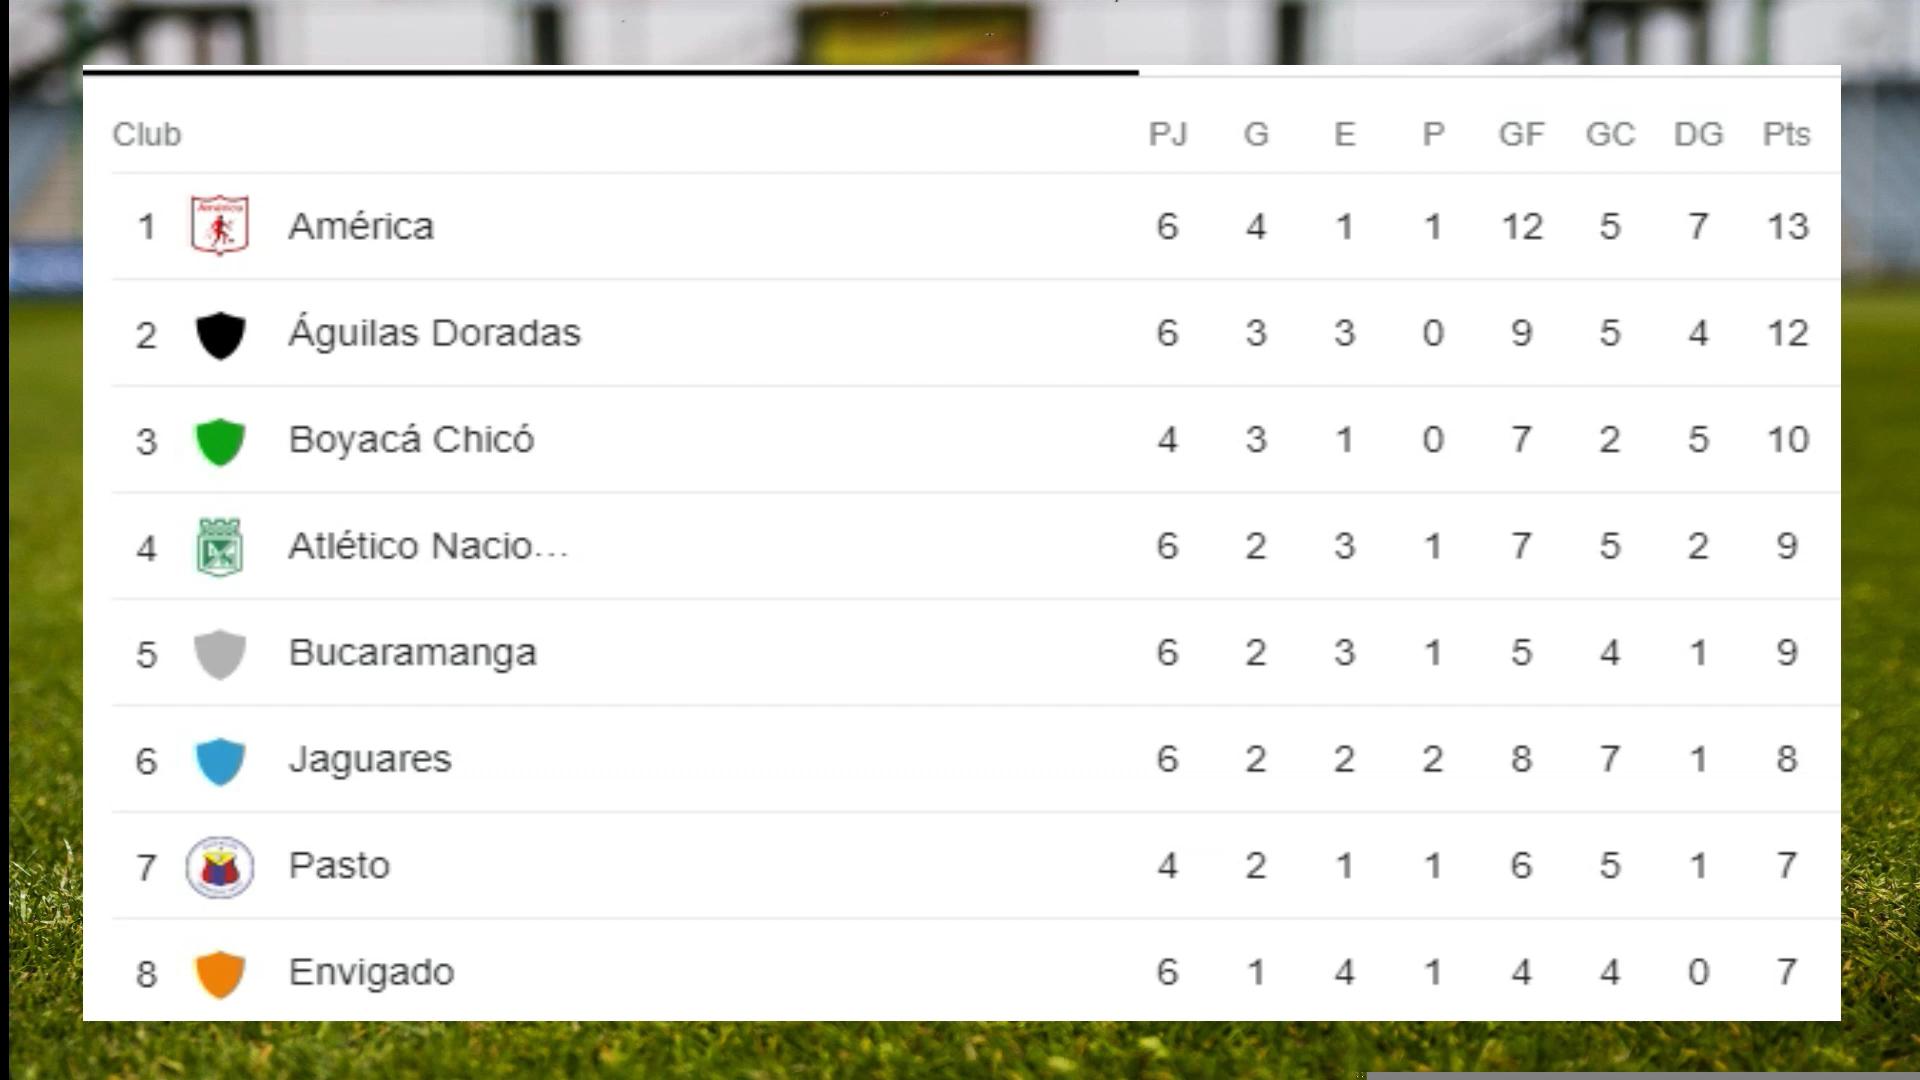 Club PJ G E P GF GC DG Pts
1 América América 6 4 1 1 12 5 7 13
2 Águilas Doradas 6 3 3 0 9 5 4 12
3 Boyacá Chicó 4 3 1 0 7 2 5 10
4 Atlético Nacio... 6 2 3 1 7 5 2 9
5 Bucaramanga 6 2 3 1 5 4 1 9
6 Jaguares 6 2 2 2 8 7 1 8
7 Pasto 4 2 1 1 6 5 1 7
8 Envigado 6 1 4 1 4 4 0 7